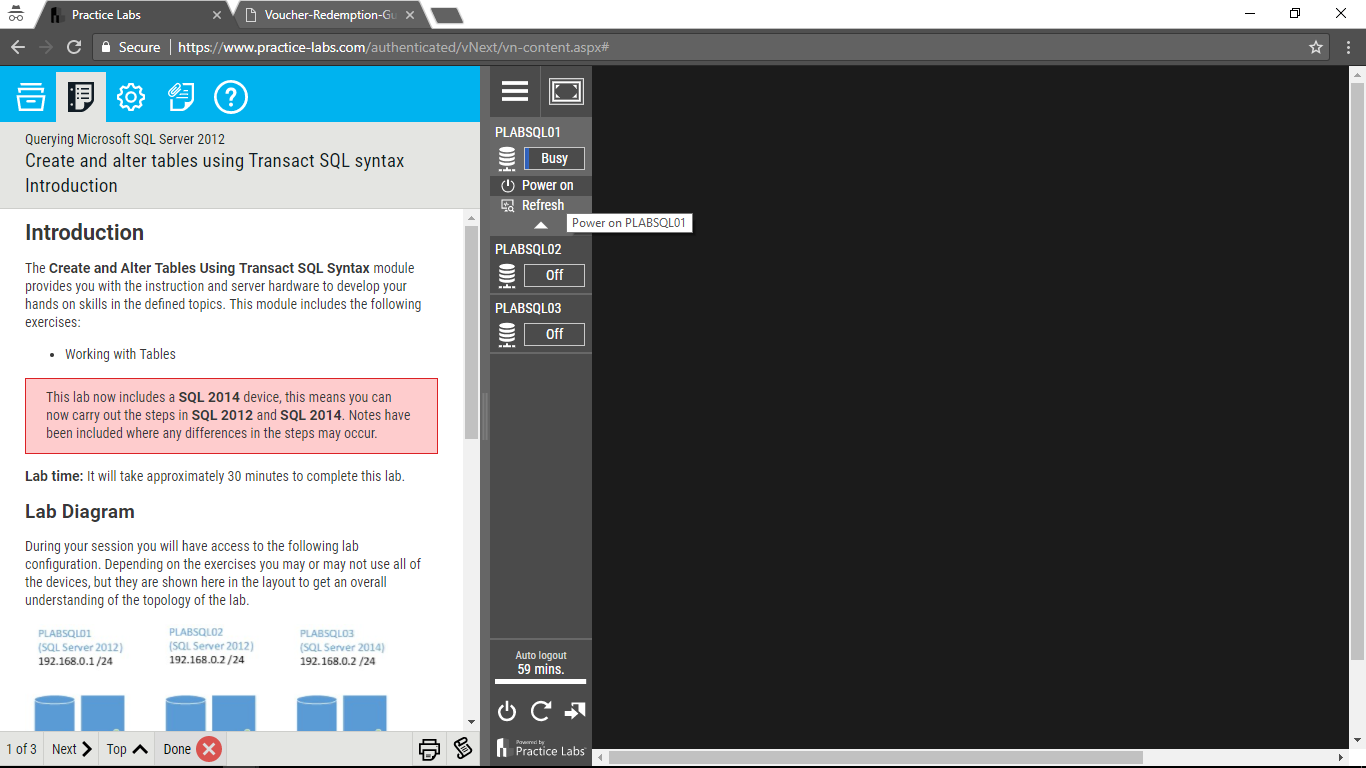 Practice Labs
Voucher-Redemption-Gu
Secure
https://www.practice-labs.com/authenticated/vNext/vn-content.aspx#
Querying Microsoft SQL Server 2012
Create and alter tables using Transact SQL syntax
Introduction
Introduction
The Create and Alter Tables Using Transact SQL Syntax module
provides you with the instruction and server hardware to develop your
hands on skills in the defined topics. This module includes the following
exercises:
• Working with Tables
This lab now includes a SQL 2014 device, this means you can
now carry out the steps in SQL 2012 and SQL 2014. Notes have
been included where any differences in the steps may occur.
Lab time: It will take approximately 30 minutes to complete this lab.
Lab Diagram
During your session you will have access to the following lab
configuration. Depending on the exercises you may or may not use all of
the devices, but they are shown here in the layout to get an overall
understanding of the topology of the lab.
PLABSQL01
(SQL Server 2012)
192.168.0.1 /24
PLABSQL02
(SQL Server 2012)
192.168.0.2 /24
PLABSQL03
(SQL Server 2014)
192.168.0.2 /24
1 of 3 Next Top Done
PLABSQL01
Busy
Power on
Refresh
Power on PLABSQL01
PLABSQL02
Off
PLABSQL03
Off
Auto logout
59 mins.
Powered by
Practice Labs